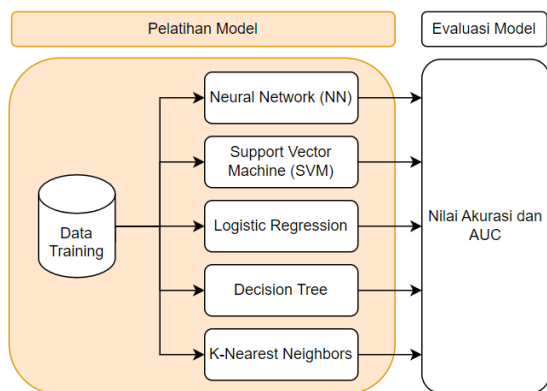 Pelatihan Model
Evaluasi Model
Data
Training
Neural Network (NN)
Support Vector
Machine (SVM)
Logistic Regression
Decision Tree
K-Nearest Neighbors
Nilai Akurasi dan
AUC